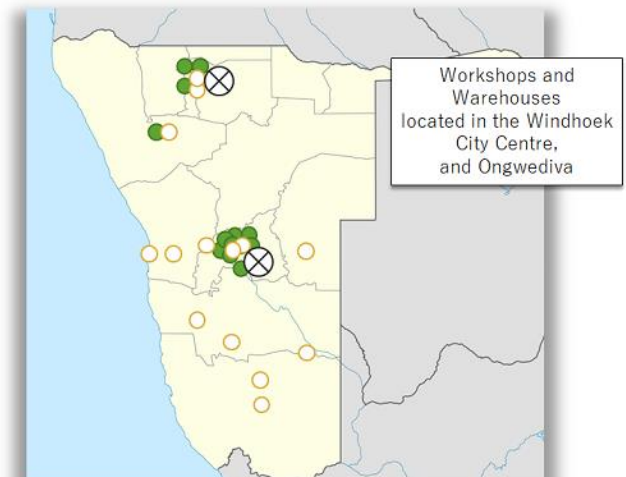 Workshops and
Warehouses
located in the Windhoek
City Centre,
and Ongwediva